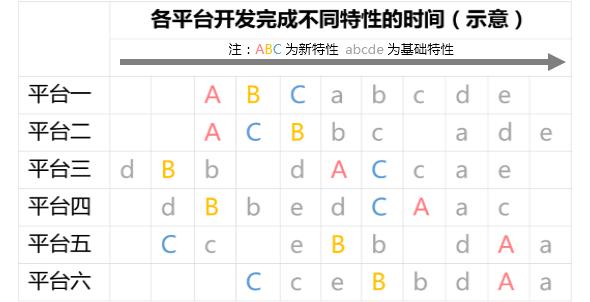 各平台开发完成不同特性的时间（示意）
注：ABC 为新特性 abcde 为基础特性
平台一 A B C a b c d e
平台二 A C B b c a d e
平台三 d B b d A C c a e
平台四 d B b e d C A a c
平台五 C c e B b d A a
平台六 C c e B b d A a